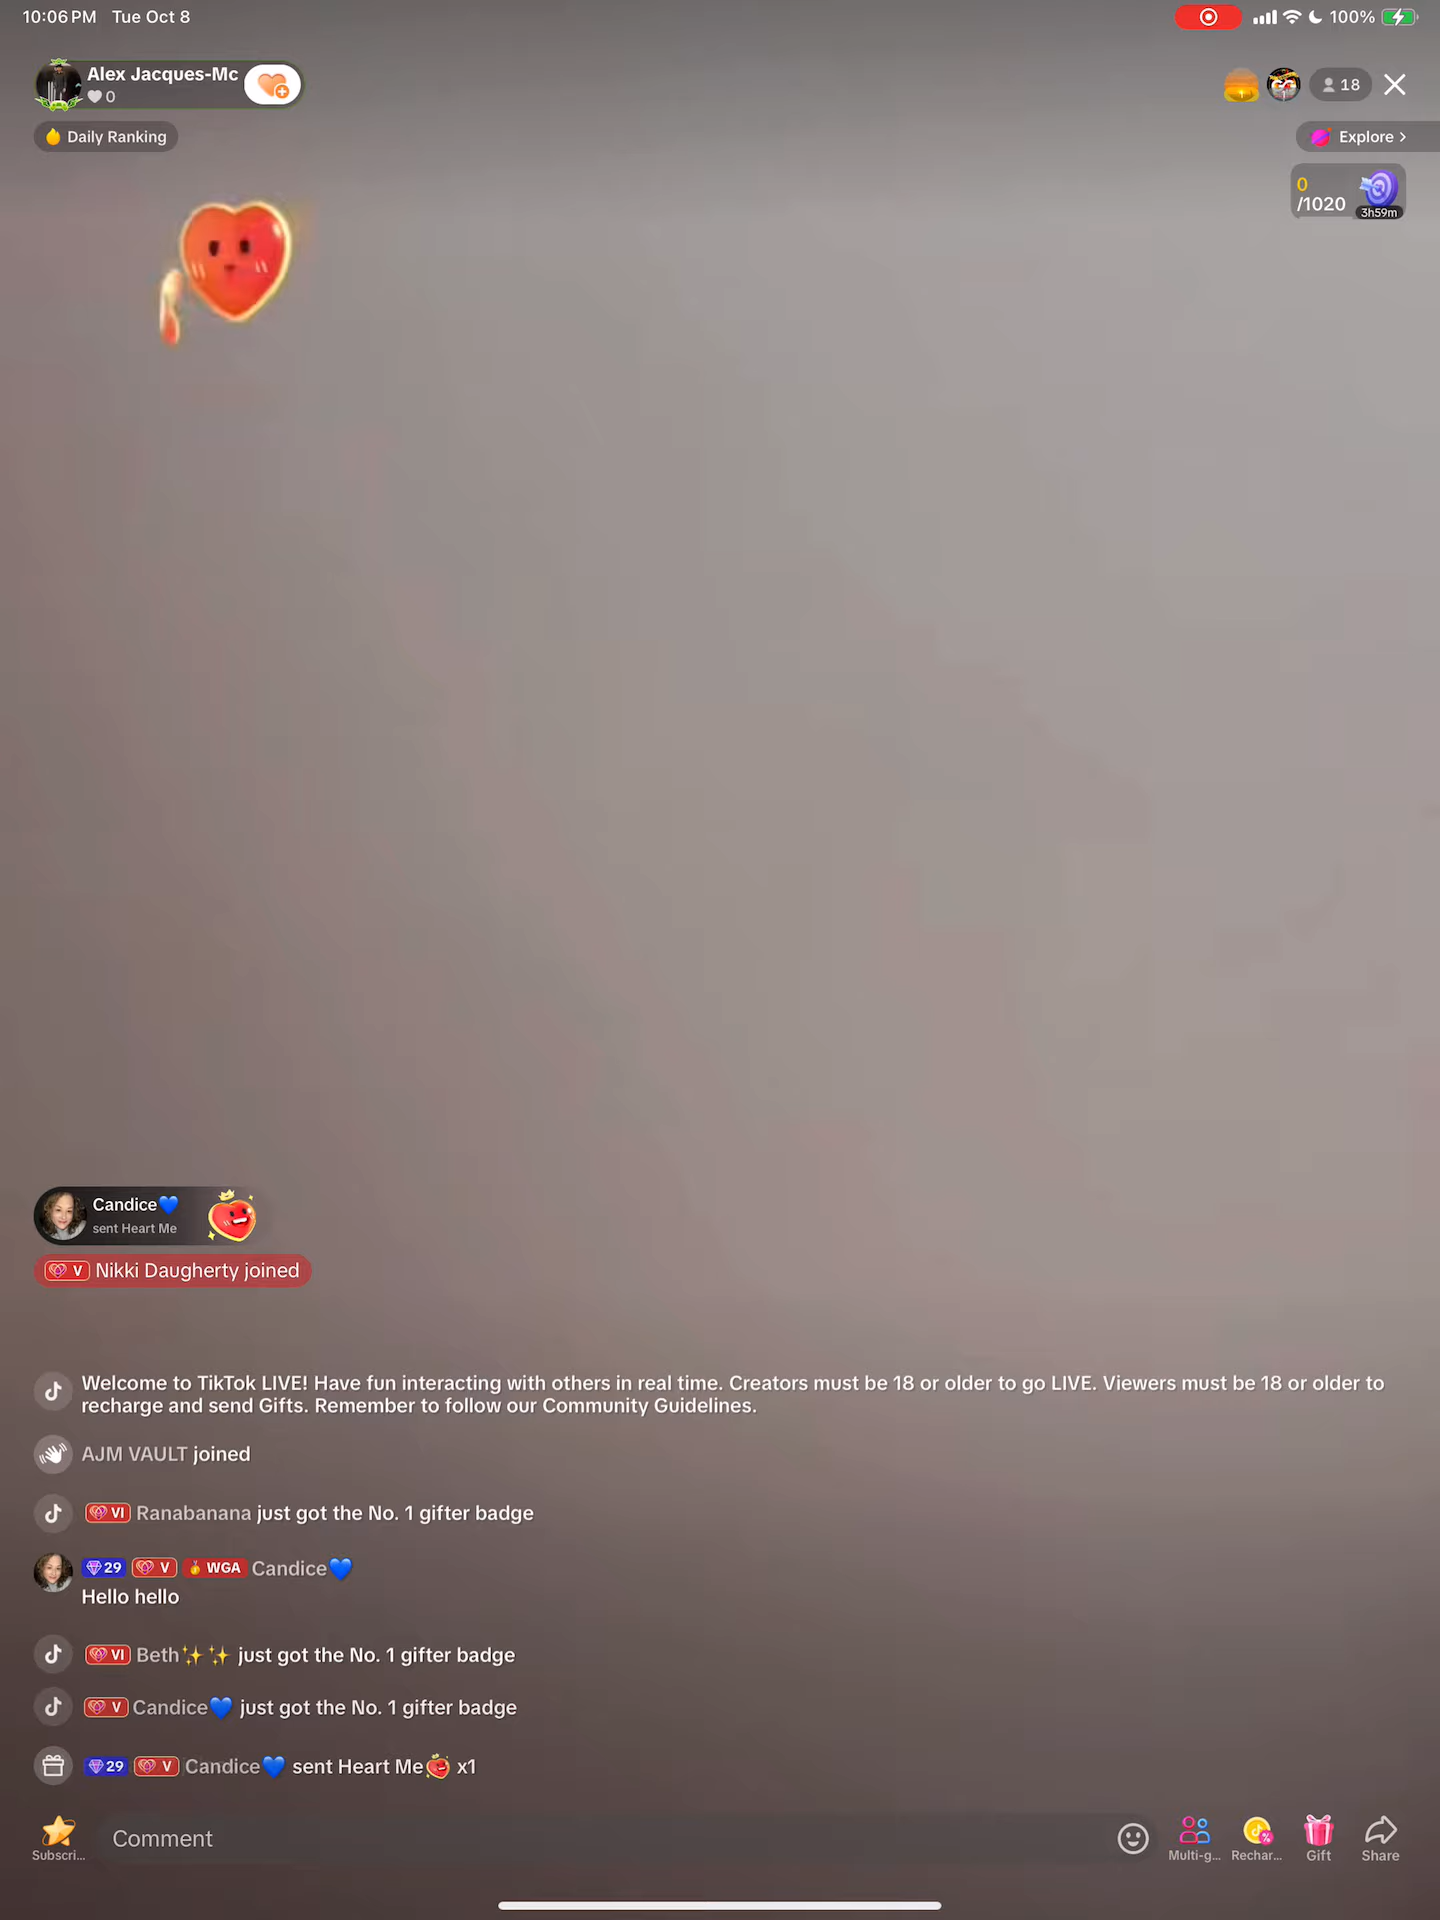 10:06 PM Tue Oct 8
100%
Alex Jacques-Mc
0
18
Daily Ranking
Explore >
0
/1020
3h59m
Candice💙
sent Heart Me
V Nikki Daugherty joined
Welcome to TikTok LIVE! Have fun interacting with others in real time. Creators must be 18 or older to go LIVE. Viewers must be 18 or older to
recharge and send Gifts. Remember to follow our Community Guidelines.
AJM VAULT joined
VI Ranabanana just got the No. 1 gifter badge
29 V WGA Candice💙
Hello hello
VI Beth✨✨ just got the No. 1 gifter badge
V Candice💙 just got the No. 1 gifter badge
29 V Candice💙 sent Heart Me x1
Comment
Subscri...
Multi-g...
Rechar...
Gift
Share